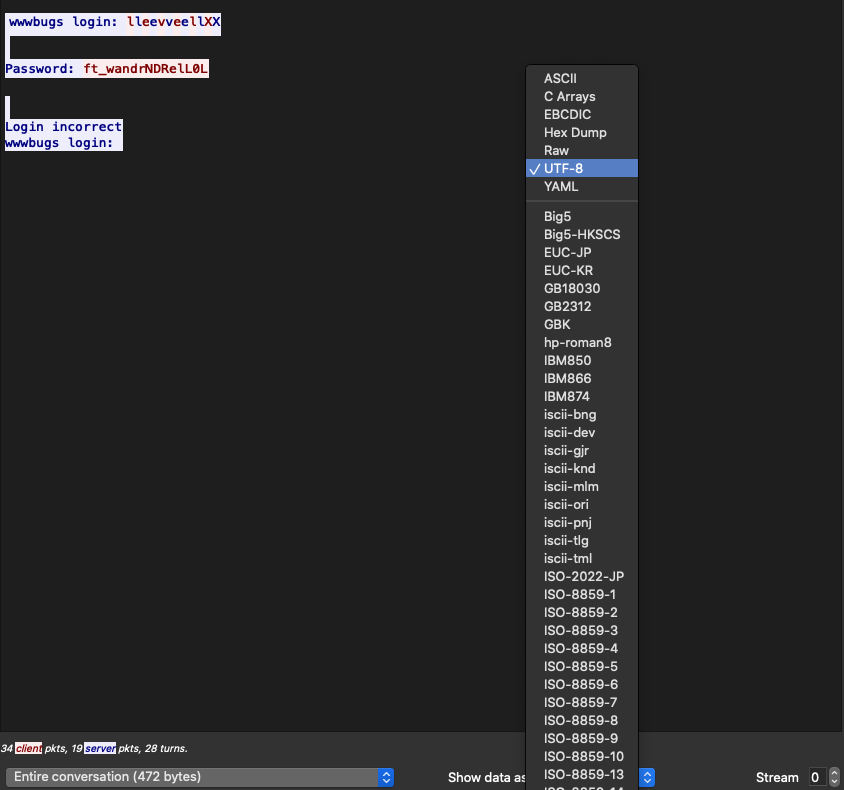 wwwbugs login: lleevveellXX
Password: ft_wandrNDRelL0L
Login incorrect
wwwbugs login:
ASCII
C Arrays
EBCDIC
Hex Dump
Raw
✓ UTF-8
YAML
Big5
Big5-HKSCS
EUC-JP
EUC-KR
GB18030
GB2312
GBK
hp-roman8
IBM850
IBM866
IBM874
iscii-bng
iscii-dev
iscii-gjr
iscii-knd
iscii-mlm
iscii-ori
iscii-pnj
iscii-tlg
iscii-tml
ISO-2022-JP
ISO-8859-1
ISO-8859-2
ISO-8859-3
ISO-8859-4
ISO-8859-5
ISO-8859-6
ISO-8859-7
ISO-8859-8
ISO-8859-9
ISO-8859-10
ISO-8859-13
34 client pkts, 19 server pkts, 28 turns.
Entire conversation (472 bytes)
Show data as
Stream 0